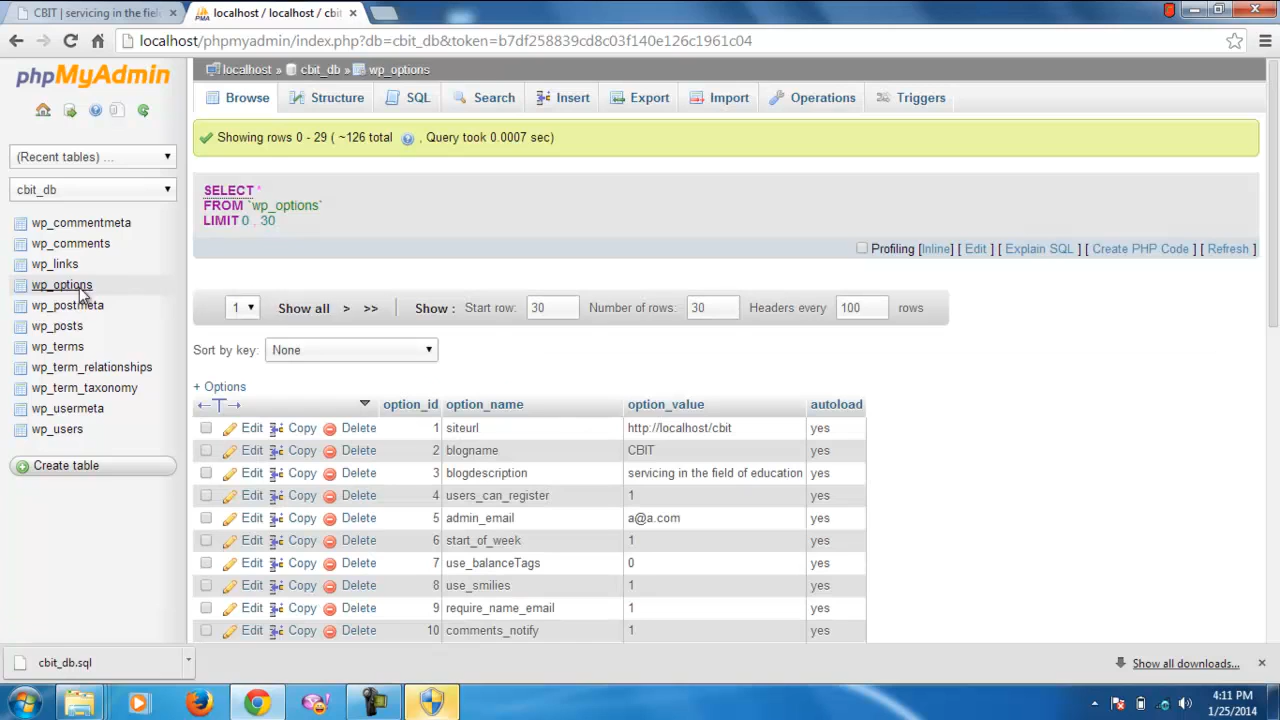 CBIT | servicing in the fiel
localhost / localhost / cbit
localhost/phpmyadmin/index.php?db=cbit_db&token=b7df258839cd8c03f140e126c1961c04
phpMyAdmin
(Recent tables) ...
cbit_db
wp_commentmeta
wp_comments
wp_links
wp_options
wp_postmeta
wp_posts
wp_terms
wp_term_relationships
wp_term_taxonomy
wp_usermeta
wp_users
Create table
localhost » cbit_db » wp_options
Browse Structure SQL Search Insert Export Import Operations Triggers
Showing rows 0 - 29 ( ~126 total , Query took 0.0007 sec)
SELECT *
FROM `wp_options`
LIMIT 0 , 30
Profiling [Inline] [ Edit ] [ Explain SQL ] [ Create PHP Code ] [ Refresh ]
1 Show all > >> Show : Start row: 30 Number of rows: 30 Headers every 100 rows
Sort by key: None
+ Options
←T→ option_id option_name option_value autoload
Edit Copy Delete 1 siteurl http://localhost/cbit yes
Edit Copy Delete 2 blogname CBIT yes
Edit Copy Delete 3 blogdescription servicing in the field of education yes
Edit Copy Delete 4 users_can_register 1 yes
Edit Copy Delete 5 admin_email a@a.com yes
Edit Copy Delete 6 start_of_week 1 yes
Edit Copy Delete 7 use_balanceTags 0 yes
Edit Copy Delete 8 use_smilies 1 yes
Edit Copy Delete 9 require_name_email 1 yes
Edit Copy Delete 10 comments_notify 1 yes
cbit_db.sql
Show all downloads...
4:11 PM
1/25/2014